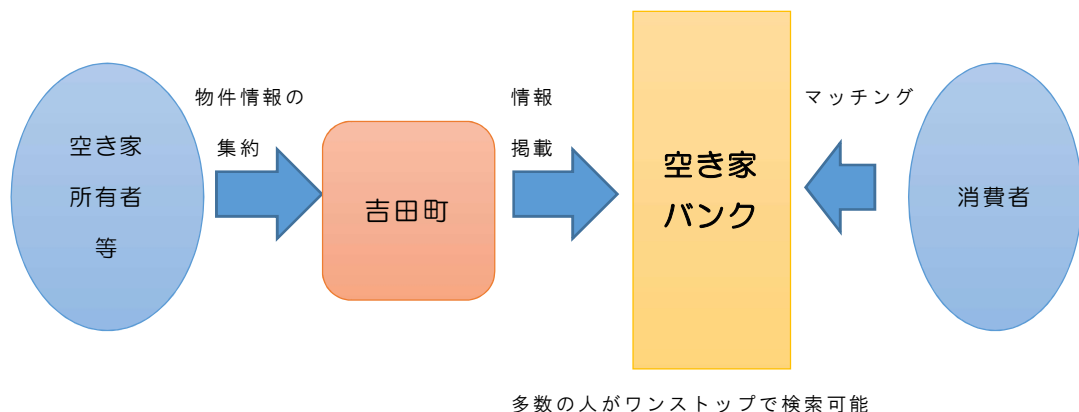 空き家
所有者
等
物件情報の
集約
吉田町
情報
掲載
空き家
バンク
マッチング
消費者
多数の人がワンストップで検索可能